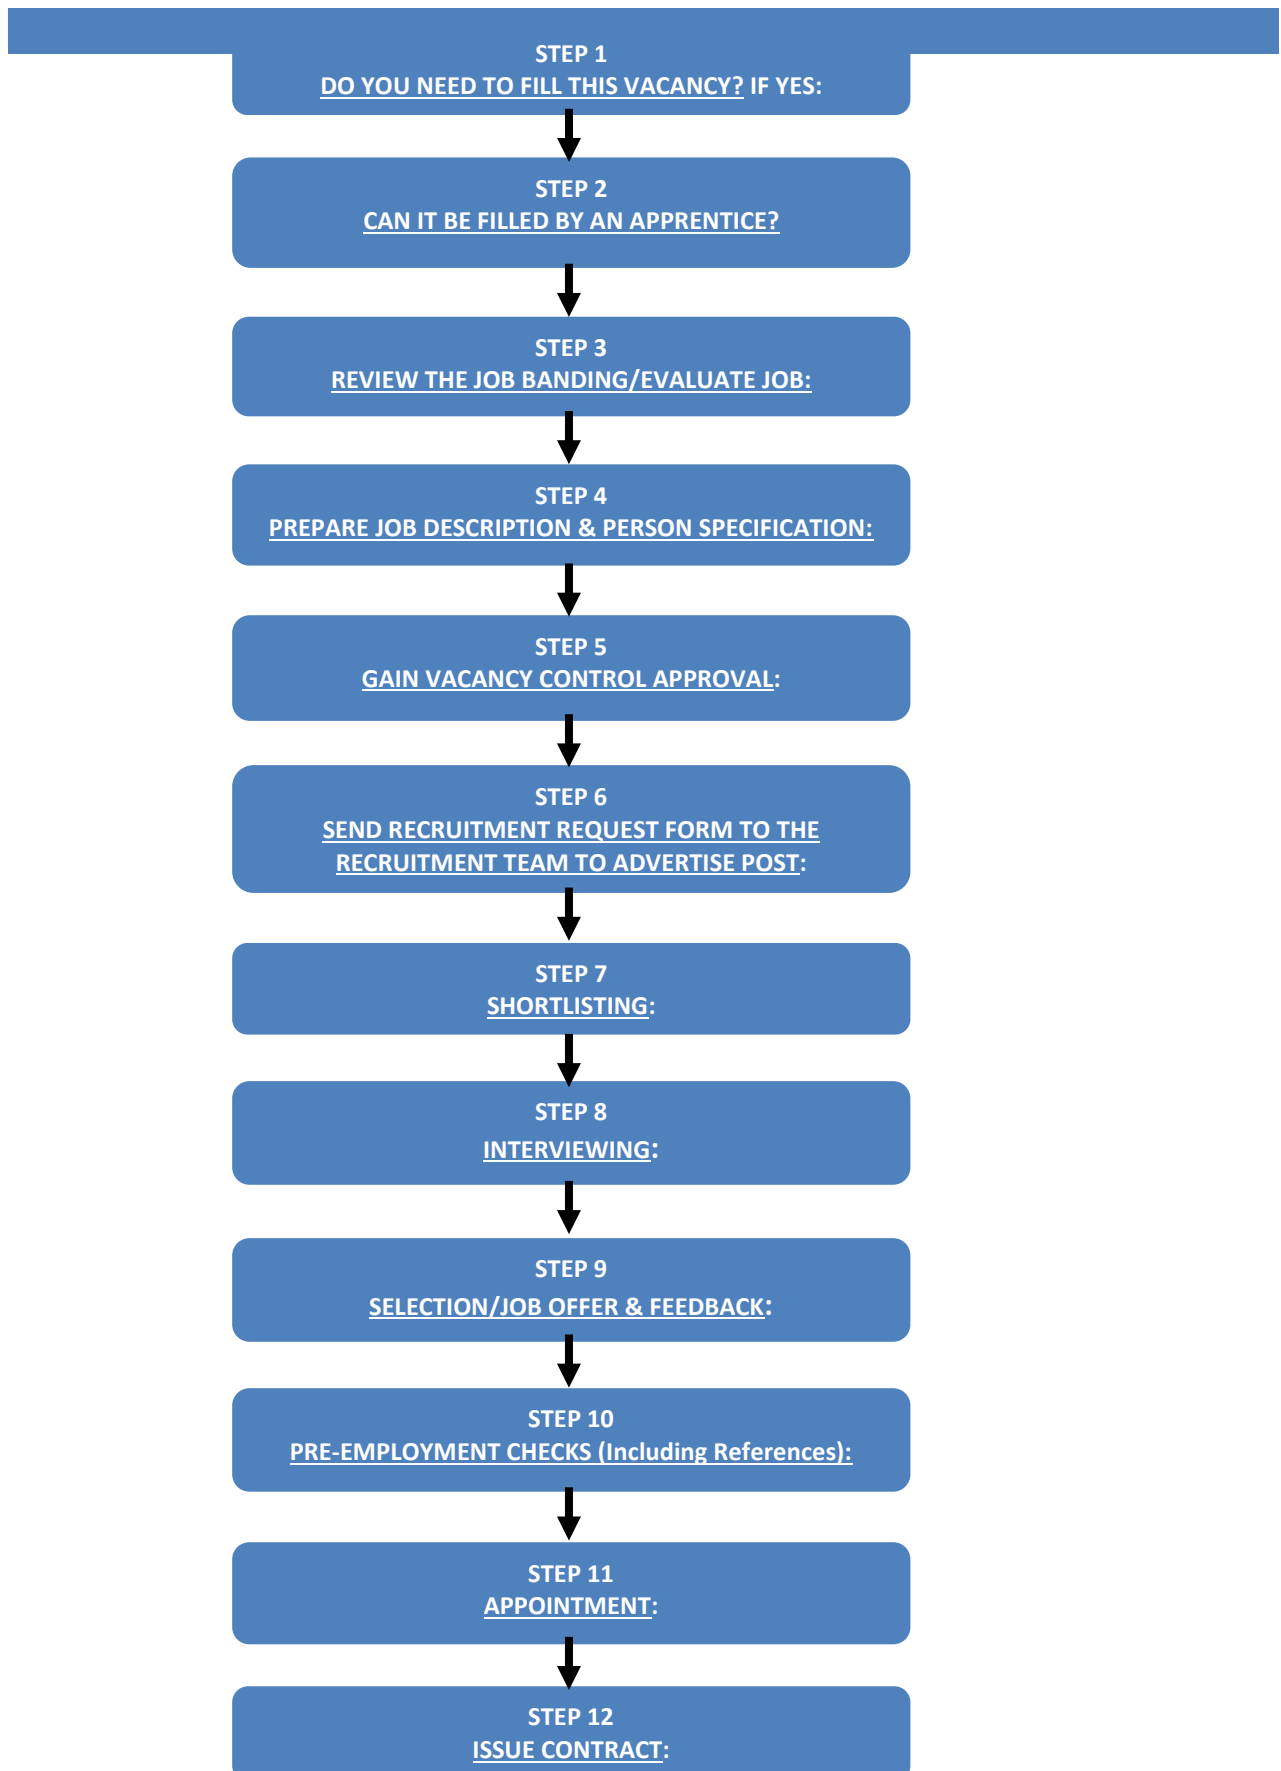 STEP 1
DO YOU NEED TO FILL THIS VACANCY? IF YES:
STEP 2
CAN IT BE FILLED BY AN APPRENTICE?
STEP 3
REVIEW THE JOB BANDING/EVALUATE JOB:
STEP 4
PREPARE JOB DESCRIPTION & PERSON SPECIFICATION:
STEP 5
GAIN VACANCY CONTROL APPROVAL:
STEP 6
SEND RECRUITMENT REQUEST FORM TO THE
RECRUITMENT TEAM TO ADVERTISE POST:
STEP 7
SHORTLISTING:
STEP 8
INTERVIEWING:
STEP 9
SELECTION/JOB OFFER & FEEDBACK:
STEP 10
PRE-EMPLOYMENT CHECKS (Including References):
STEP 11
APPOINTMENT:
STEP 12
ISSUE CONTRACT: